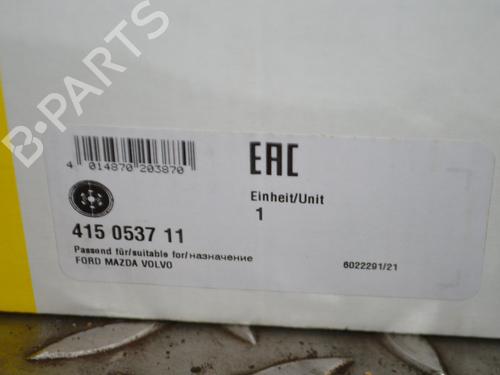 B-PARTS
4 014870 203870
EAC
Einheit/Unit
1
415 0537 11
Passend für/suitable for/назначение
FORD MAZDA VOLVO
6022291/21